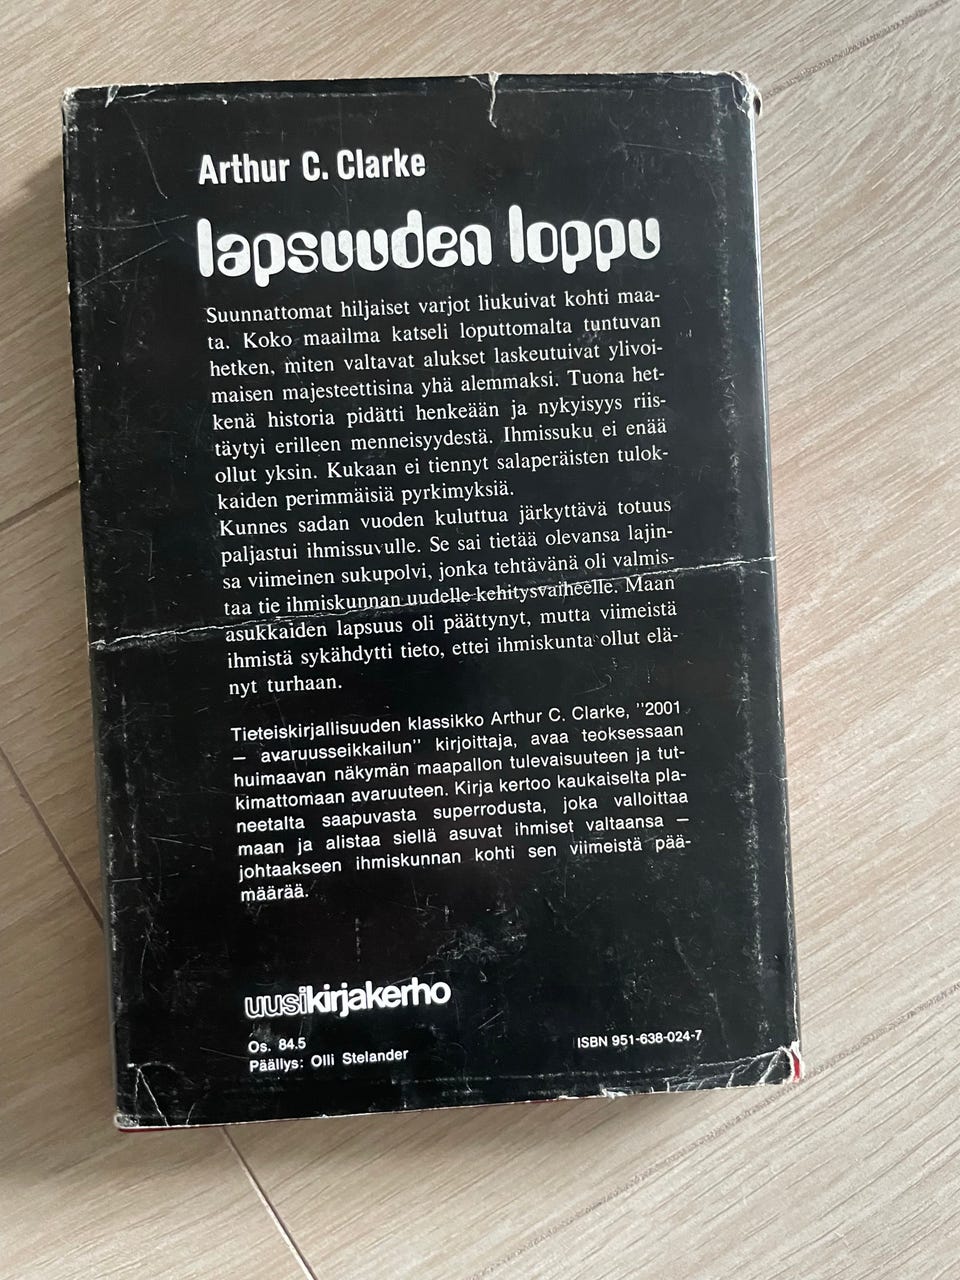 Arthur C. Clarke
lapsuuden loppu
Suunnattomat hiljaiset varjot liukuivat kohti maa-
ta. Koko maailma katseli loputtomalta tuntuvan
hetken, miten valtavat alukset laskeutuivat ylivoi-
maisen majesteettisina yhä alemmaksi. Tuona het-
kenä historia pidätti henkeään ja nykyisyys riis-
täytyi erilleen menneisyydestä. Ihmissuku ei enää
ollut yksin. Kukaan ei tiennyt salaperäisten tulok-
kaiden perimmäisiä pyrkimyksiä.
Kunnes sadan vuoden kuluttua järkyttävä totuus
paljastui ihmissuvulle. Se sai tietää olevansa lajin-
sa viimeinen sukupolvi, jonka tehtävänä oli valmis-
taa tie ihmiskunnan uudelle kehitysvaiheelle. Maan
asukkaiden lapsuus oli päättynyt, mutta viimeistä
ihmistä sykähdytti tieto, ettei ihmiskunta ollut elä-
nyt turhaan.
Tieteiskirjallisuuden klassikko Arthur C. Clarke, "2001
— avaruusseikkailun" kirjoittaja, avaa teoksessaan
huimaavan näkymän maapallon tulevaisuuteen ja tut-
kimattomaan avaruuteen. Kirja kertoo kaukaiselta pla-
neetalta saapuvasta superrodusta, joka valloittaa
maan ja alistaa siellä asuvat ihmiset valtaansa —
johtaakseen ihmiskunnan kohti sen viimeistä pää-
määrää.
uusikirjakerho
Os. 84.5
Päällys: Olli Stelander
ISBN 951-638-024-7